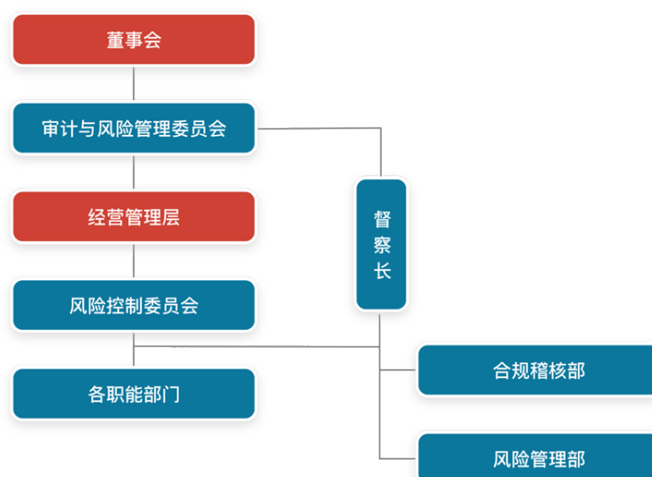 董事会
审计与风险管理委员会
经营管理层
督察长
风险控制委员会
合规稽核部
各职能部门
风险管理部